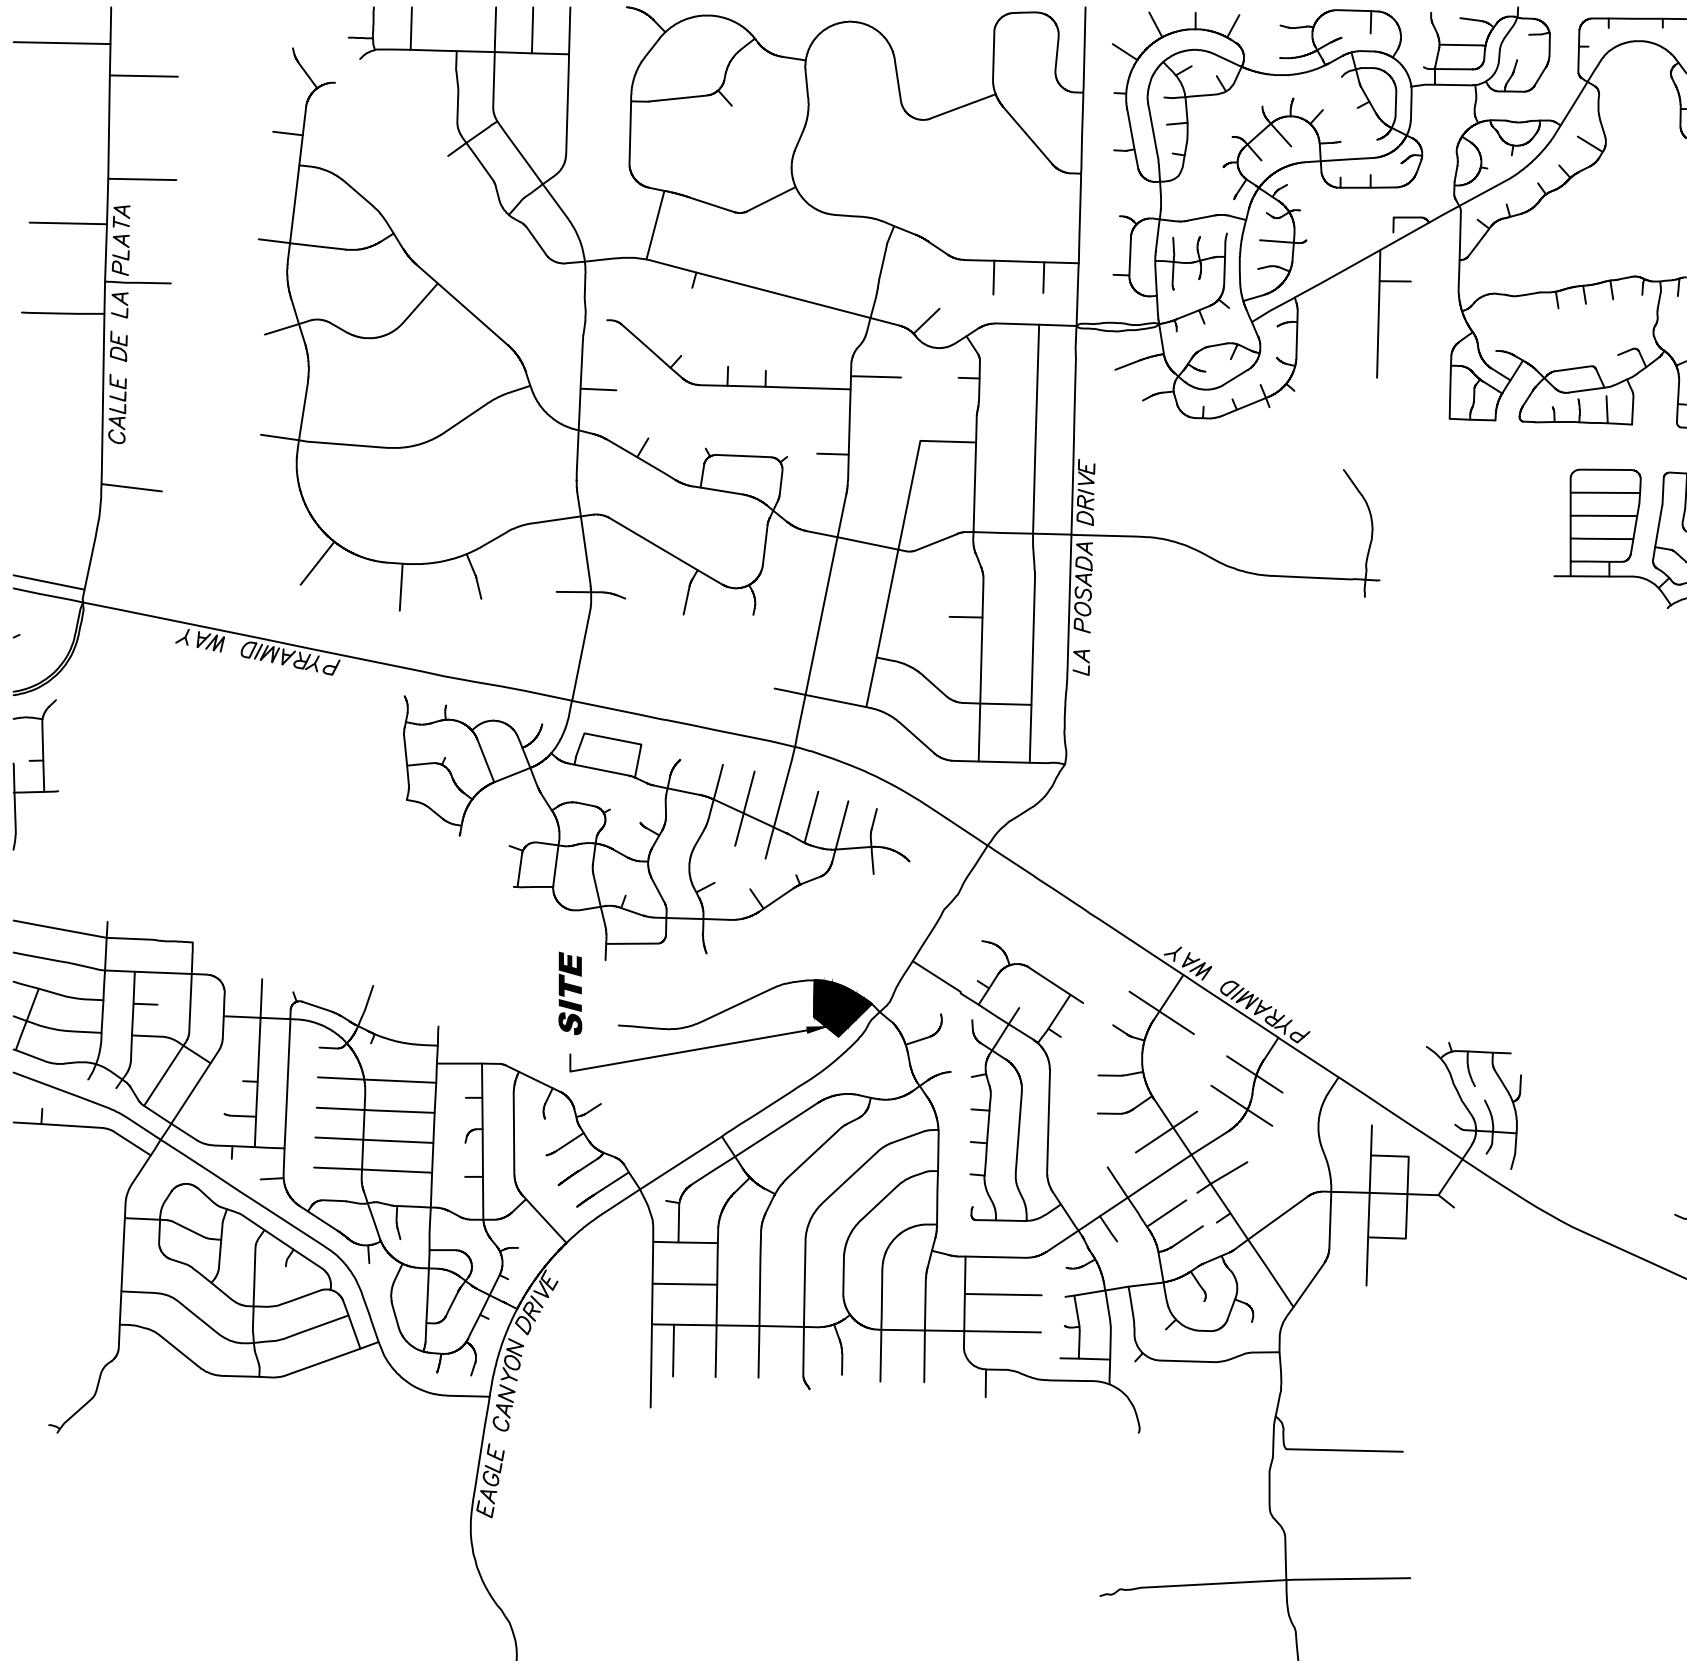 CALLE DE LA PLATA
LA POSADA DRIVE
PYRAMID WAY
SITE
PYRAMID WAY
EAGLE CANYON DRIVE